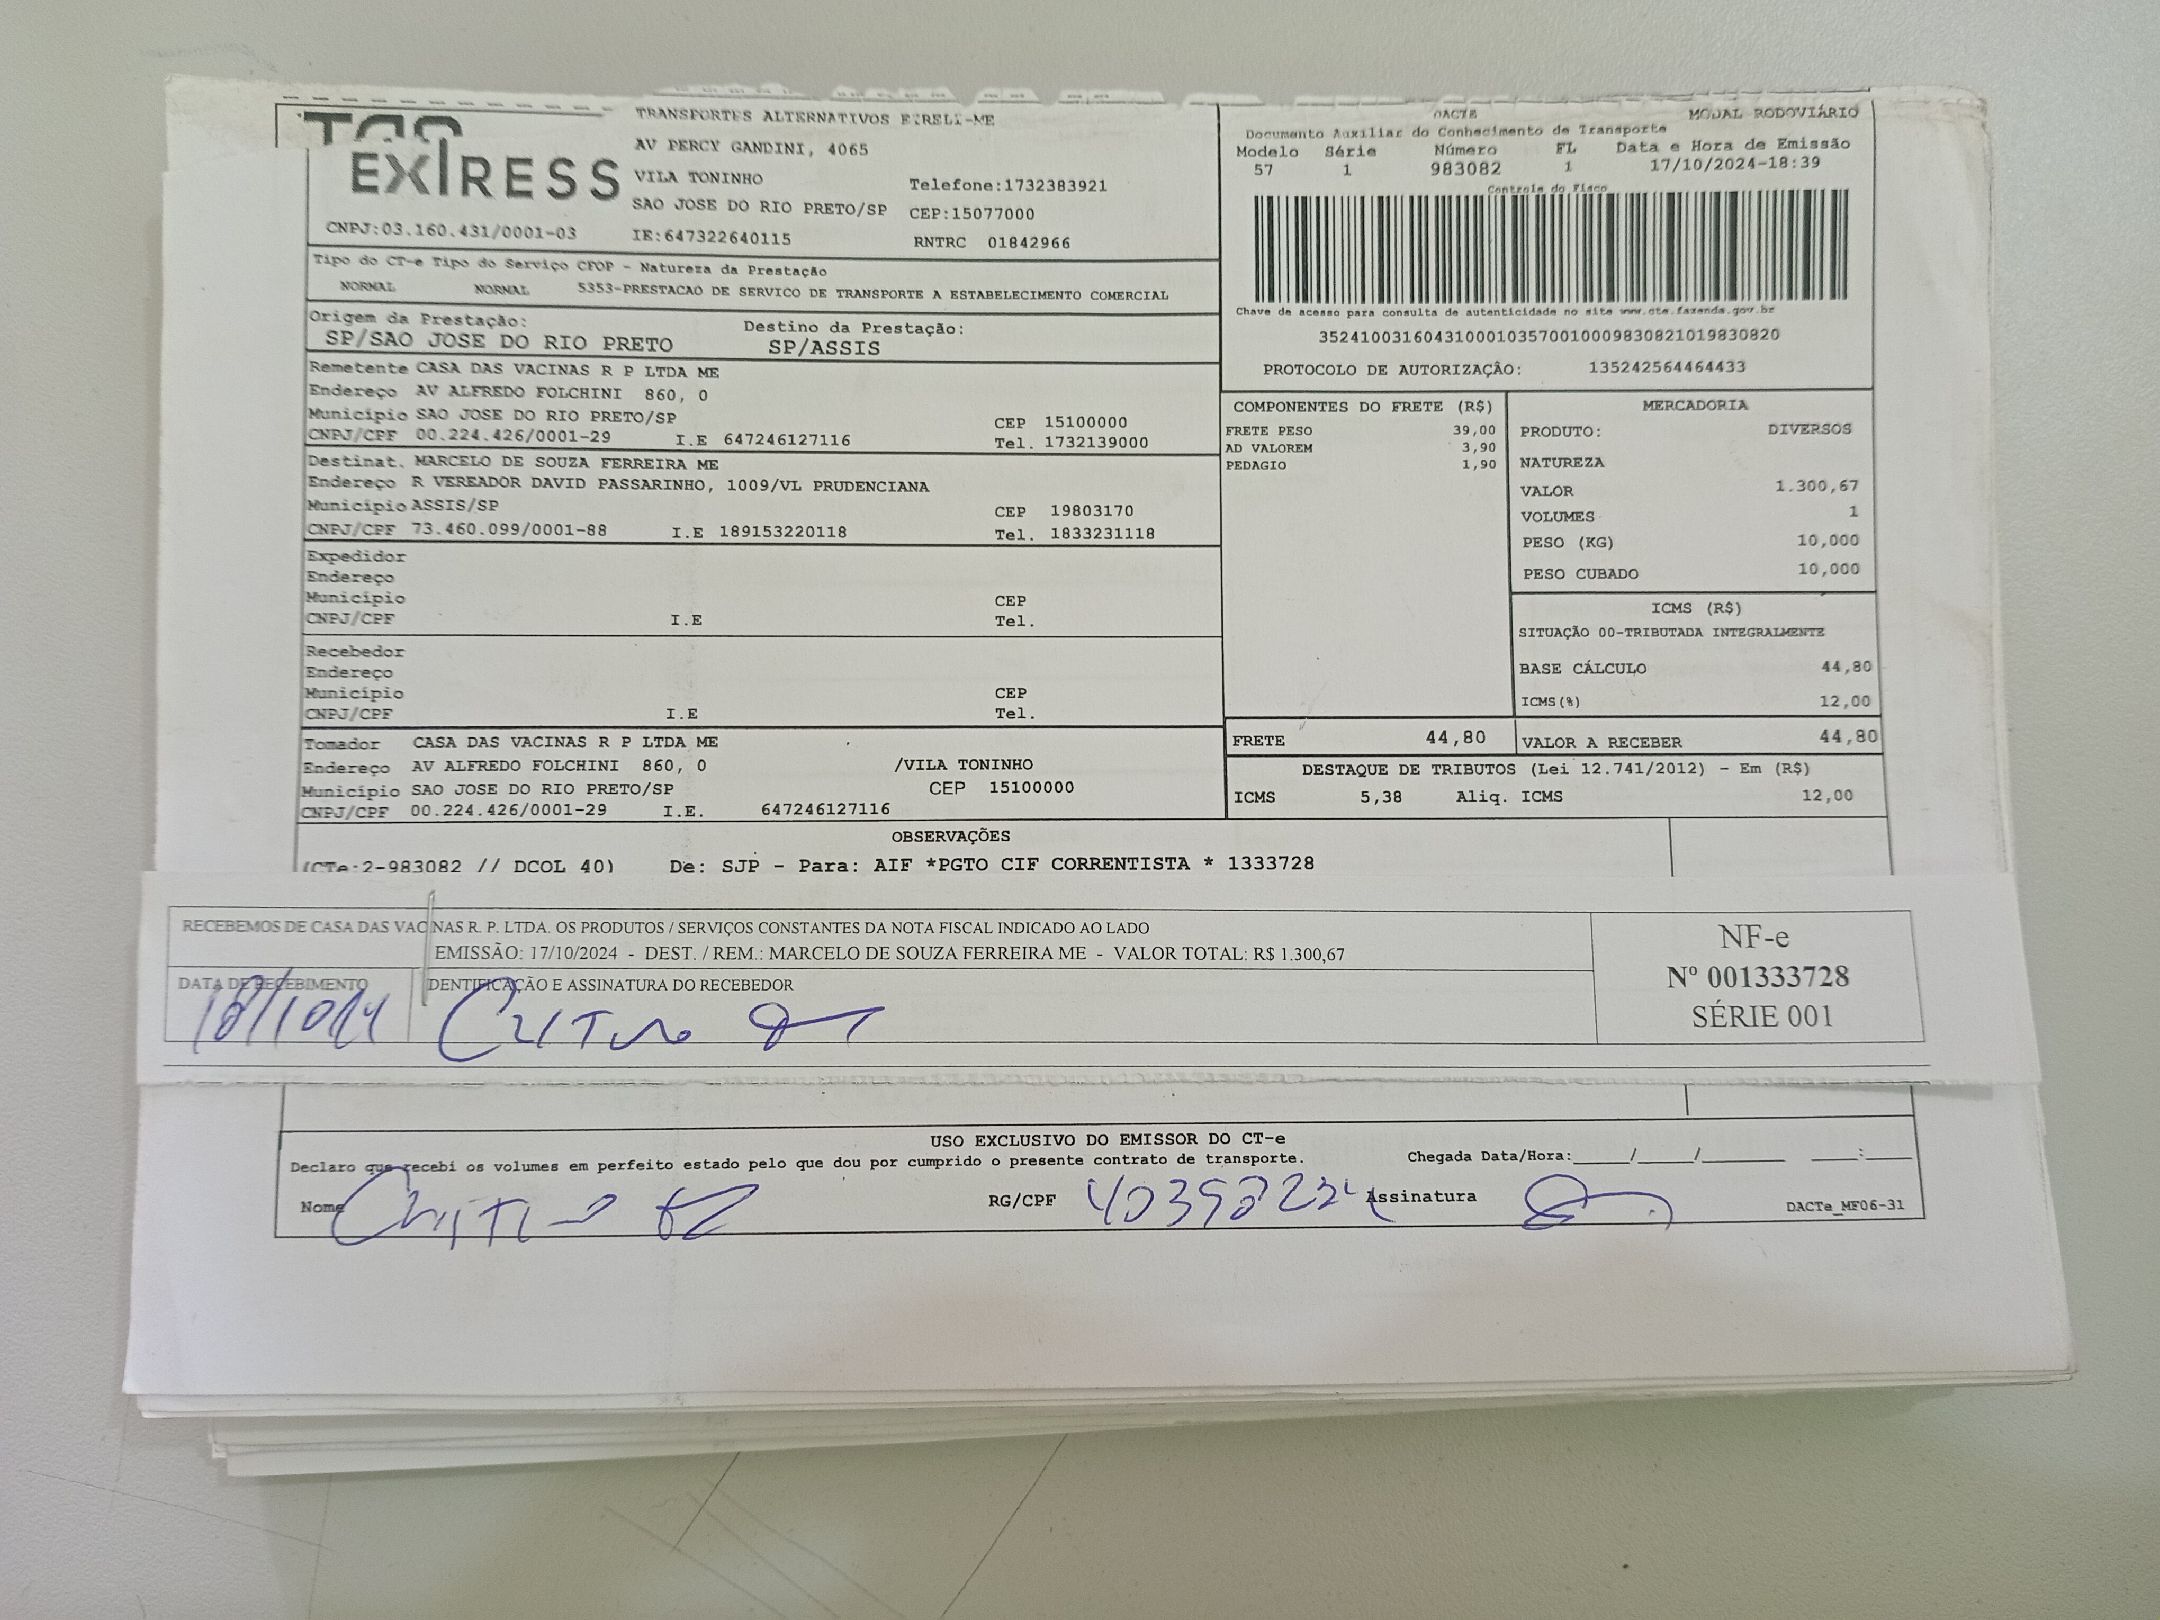 EXPRESS
TRANSPORTES ALTERNATIVOS EIRELI-ME
AV PERCY GANDINI, 4065
VILA TONINHO
Telefone:1732383921
SAO JOSE DO RIO PRETO/SP CEP:15077000
CNPJ:03.160.431/0001-03 IE:647322640115 RNTRC 01842966
DACTE MODAL RODOVIÁRIO
Documento Auxiliar do Conhecimento de Transporte
Modelo Série Número FL Data e Hora de Emissão
57 1 983082 1 17/10/2024-18:39
Controle do Fisco
Chave de acesso para consulta de autenticidade no site www.cte.fazenda.gov.br
35241003160431000103570010009830821019830820
PROTOCOLO DE AUTORIZAÇÃO: 135242564464433
Tipo do CT-e Tipo do Serviço CFOP - Natureza da Prestação
NORMAL NORMAL 5353-PRESTACAO DE SERVICO DE TRANSPORTE A ESTABELECIMENTO COMERCIAL
Origem da Prestação: Destino da Prestação:
SP/SAO JOSE DO RIO PRETO SP/ASSIS
Remetente CASA DAS VACINAS R P LTDA ME
Endereço AV ALFREDO FOLCHINI 860, 0
Município SAO JOSE DO RIO PRETO/SP CEP 15100000
CNPJ/CPF 00.224.426/0001-29 I.E 647246127116 Tel. 1732139000
Destinat. MARCELO DE SOUZA FERREIRA ME
Endereço R VEREADOR DAVID PASSARINHO, 1009/VL PRUDENCIANA
Município ASSIS/SP CEP 19803170
CNPJ/CPF 73.460.099/0001-88 I.E 189153220118 Tel. 1833231118
Expedidor
Endereço
Município CEP
CNPJ/CPF I.E Tel.
Recebedor
Endereço
Município CEP
CNPJ/CPF I.E Tel.
Tomador CASA DAS VACINAS R P LTDA ME
Endereço AV ALFREDO FOLCHINI 860, 0 /VILA TONINHO
Município SAO JOSE DO RIO PRETO/SP CEP 15100000
CNPJ/CPF 00.224.426/0001-29 I.E. 647246127116
COMPONENTES DO FRETE (R$)
FRETE PESO 39,00
AD VALOREM 3,90
PEDAGIO 1,90
MERCADORIA
PRODUTO: DIVERSOS
NATUREZA
VALOR 1.300,67
VOLUMES 1
PESO (KG) 10,000
PESO CUBADO 10,000
ICMS (R$)
SITUAÇÃO 00-TRIBUTADA INTEGRALMENTE
BASE CÁLCULO 44,80
ICMS(%) 12,00
FRETE 44,80 VALOR A RECEBER 44,80
DESTAQUE DE TRIBUTOS (Lei 12.741/2012) - Em (R$)
ICMS 5,38 Aliq. ICMS 12,00
OBSERVAÇÕES
(CTe:2-983082 // DCOL 40) De: SJP - Para: AIF *PGTO CIF CORRENTISTA * 1333728
RECEBEMOS DE CASA DAS VACINAS R. P. LTDA. OS PRODUTOS / SERVIÇOS CONSTANTES DA NOTA FISCAL INDICADO AO LADO
EMISSÃO: 17/10/2024 - DEST. / REM.: MARCELO DE SOUZA FERREIRA ME - VALOR TOTAL: R$ 1.300,67
DATA DE RECEBIMENTO IDENTIFICAÇÃO E ASSINATURA DO RECEBEDOR
NF-e
Nº 001333728
SÉRIE 001
USO EXCLUSIVO DO EMISSOR DO CT-e
Declaro que recebi os volumes em perfeito estado pelo que dou por cumprido o presente contrato de transporte. Chegada Data/Hora:____/____/______ ___:___
Nome RG/CPF Assinatura DACTe_MF06-31